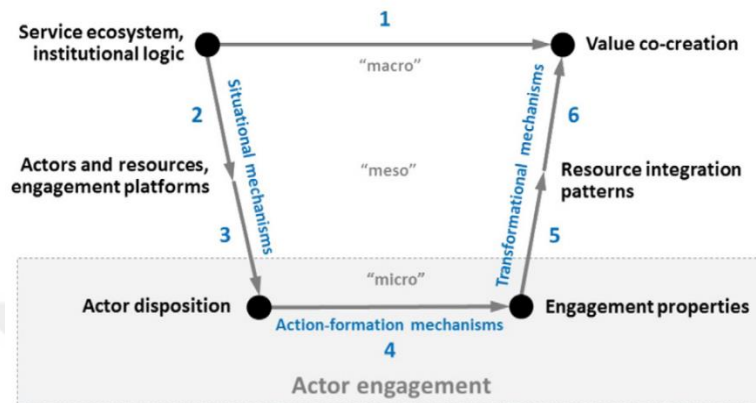 1
Service ecosystem,
institutional logic
Value co-creation
“macro”
2
Situational mechanisms
Transformational mechanisms
6
Actors and resources,
engagement platforms
“meso”
Resource integration
patterns
3
5
“micro”
Actor disposition
Engagement properties
Action-formation mechanisms
4
Actor engagement